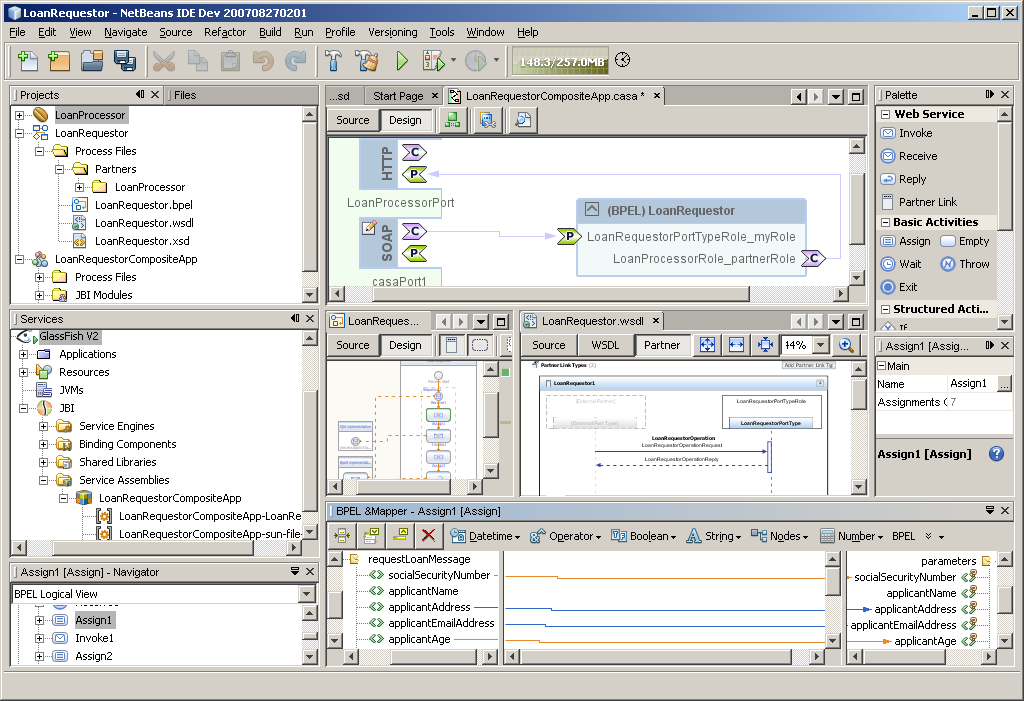 LoanRequestor - NetBeans IDE Dev 200708270201
File Edit View Navigate Source Refactor Build Run Profile Versioning Tools Window Help
148.3/257.0MB
Projects Files
LoanProcessor
LoanRequestor
Process Files
Partners
LoanProcessor
LoanRequestor.bpel
LoanRequestor.wsdl
LoanRequestor.xsd
LoanRequestorCompositeApp
Process Files
JBI Modules
Services
GlassFish V2
Applications
Resources
JVMs
JBI
Service Engines
Binding Components
Shared Libraries
Service Assemblies
LoanRequestorCompositeApp
LoanRequestorCompositeApp-LoanRe
LoanRequestorCompositeApp-sun-file-
Assign1 [Assign] - Navigator
BPEL Logical View
Assign1
Invoke1
Assign2
...sd Start Page LoanRequestorCompositeApp.casa *
Source Design
HTTP
C
P
LoanProcessorPort
SOAP
C
P
casaPort1
(BPEL) LoanRequestor
P LoanRequestorPortTypeRole_myRole
LoanProcessorRole_partnerRole C
LoanReques...
Source Design
LoanRequestor.wsdl
Source WSDL Partner 14%
Partner Link Types (2) Add Partner Link Ty
LoanRequestor1
[External Partner]
[External Port Type]
LoanRequestorPortTypeRole
LoanRequestorPortType
LoanRequestorOperation
LoanRequestorOperationRequest
LoanRequestorOperationReply
Palette
Web Service
Invoke
Receive
Reply
Partner Link
Basic Activities
Assign Empty
Wait Throw
Exit
Structured Acti...
If
Assign1 [Assig...
Main
Name Assign1 ...
Assignments C 7
Assign1 [Assign] ?
BPEL &Mapper - Assign1 [Assign]
Datetime Operator Boolean String Nodes Number BPEL
requestLoanMessage
socialSecurityNumber
applicantName
applicantAddress
applicantEmailAddress
applicantAge
parameters
socialSecurityNumber
applicantName
applicantAddress
applicantEmailAddress
applicantAge